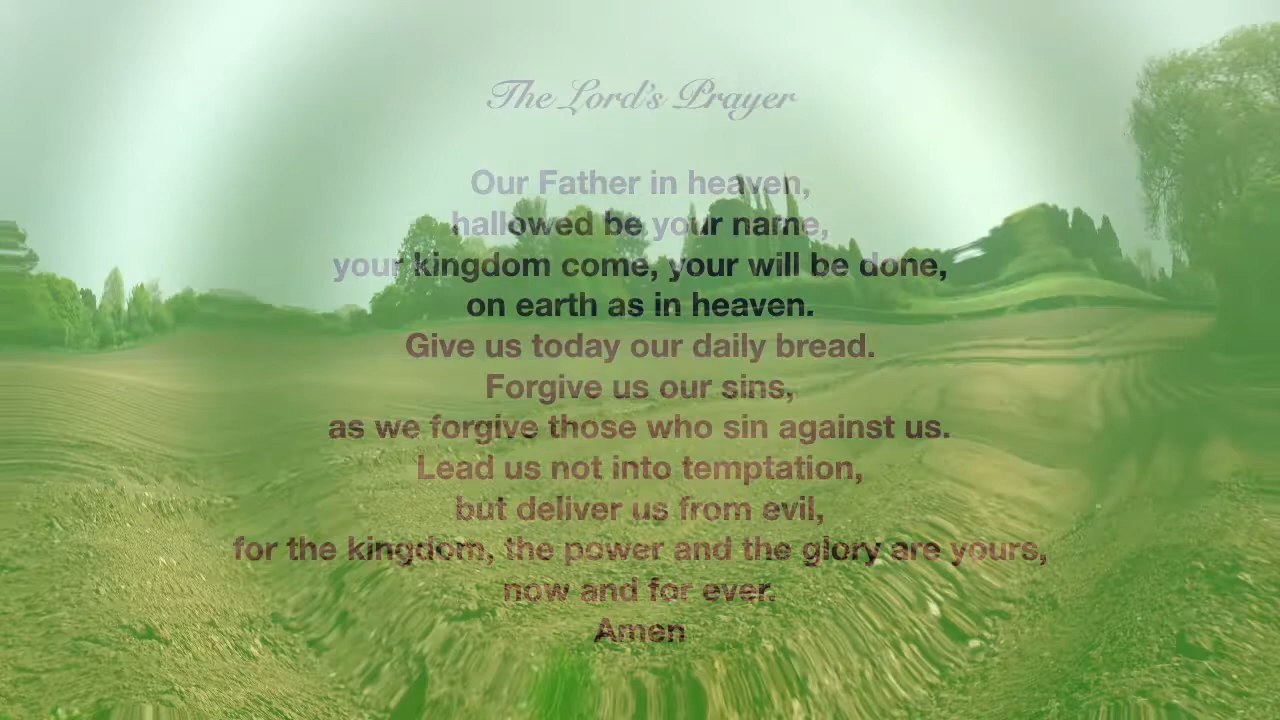 The Lord's Prayer
Our Father in heaven,
hallowed be your name,
your kingdom come, your will be done,
on earth as in heaven.
Give us today our daily bread.
Forgive us our sins,
as we forgive those who sin against us.
Lead us not into temptation,
but deliver us from evil,
for the kingdom, the power and the glory are yours,
now and for ever.
Amen